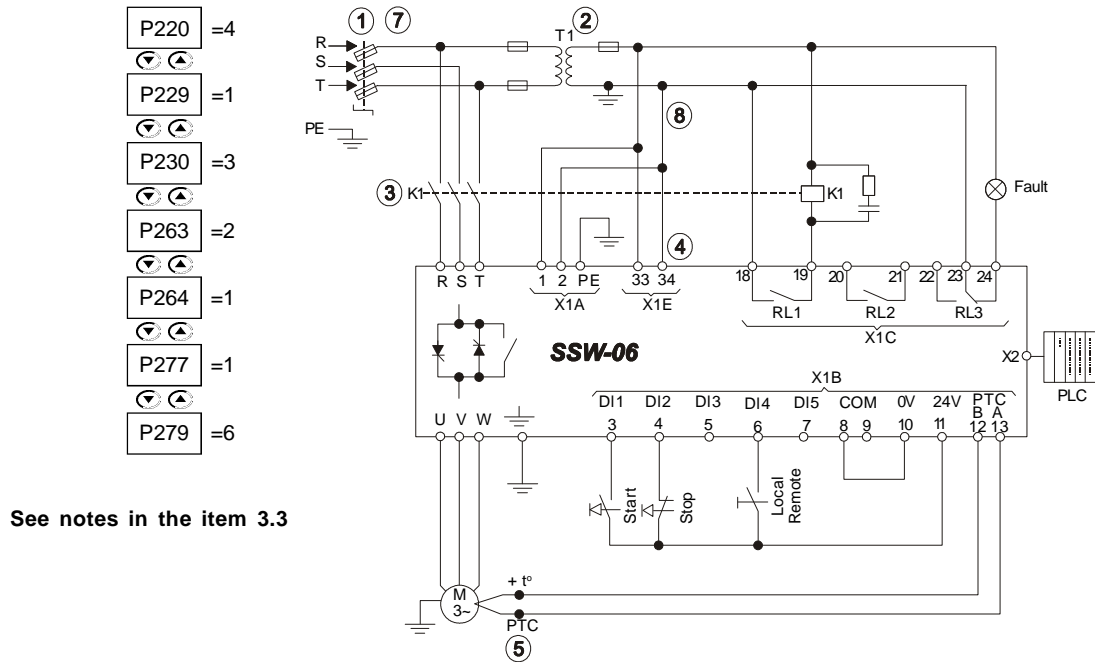 P220 =4
P229 =1
P230 =3
P263 =2
P264 =1
P277 =1
P279 =6
See notes in the item 3.3
1 7 2
T1
R
S
T
PE
8
3 K1
K1
Fault
4
R S T 1 2 PE 33 34 18 19 20 21 22 23 24
X1A X1E RL1 RL2 RL3
X1C
SSW-06
X2
PLC
X1B
DI1 DI2 DI3 DI4 DI5 COM 0V 24V PTC
B A
U V W 3 4 5 6 7 8 9 10 11 12 13
Start
Stop
Local
Remote
+ tº
M
3~
PTC
5